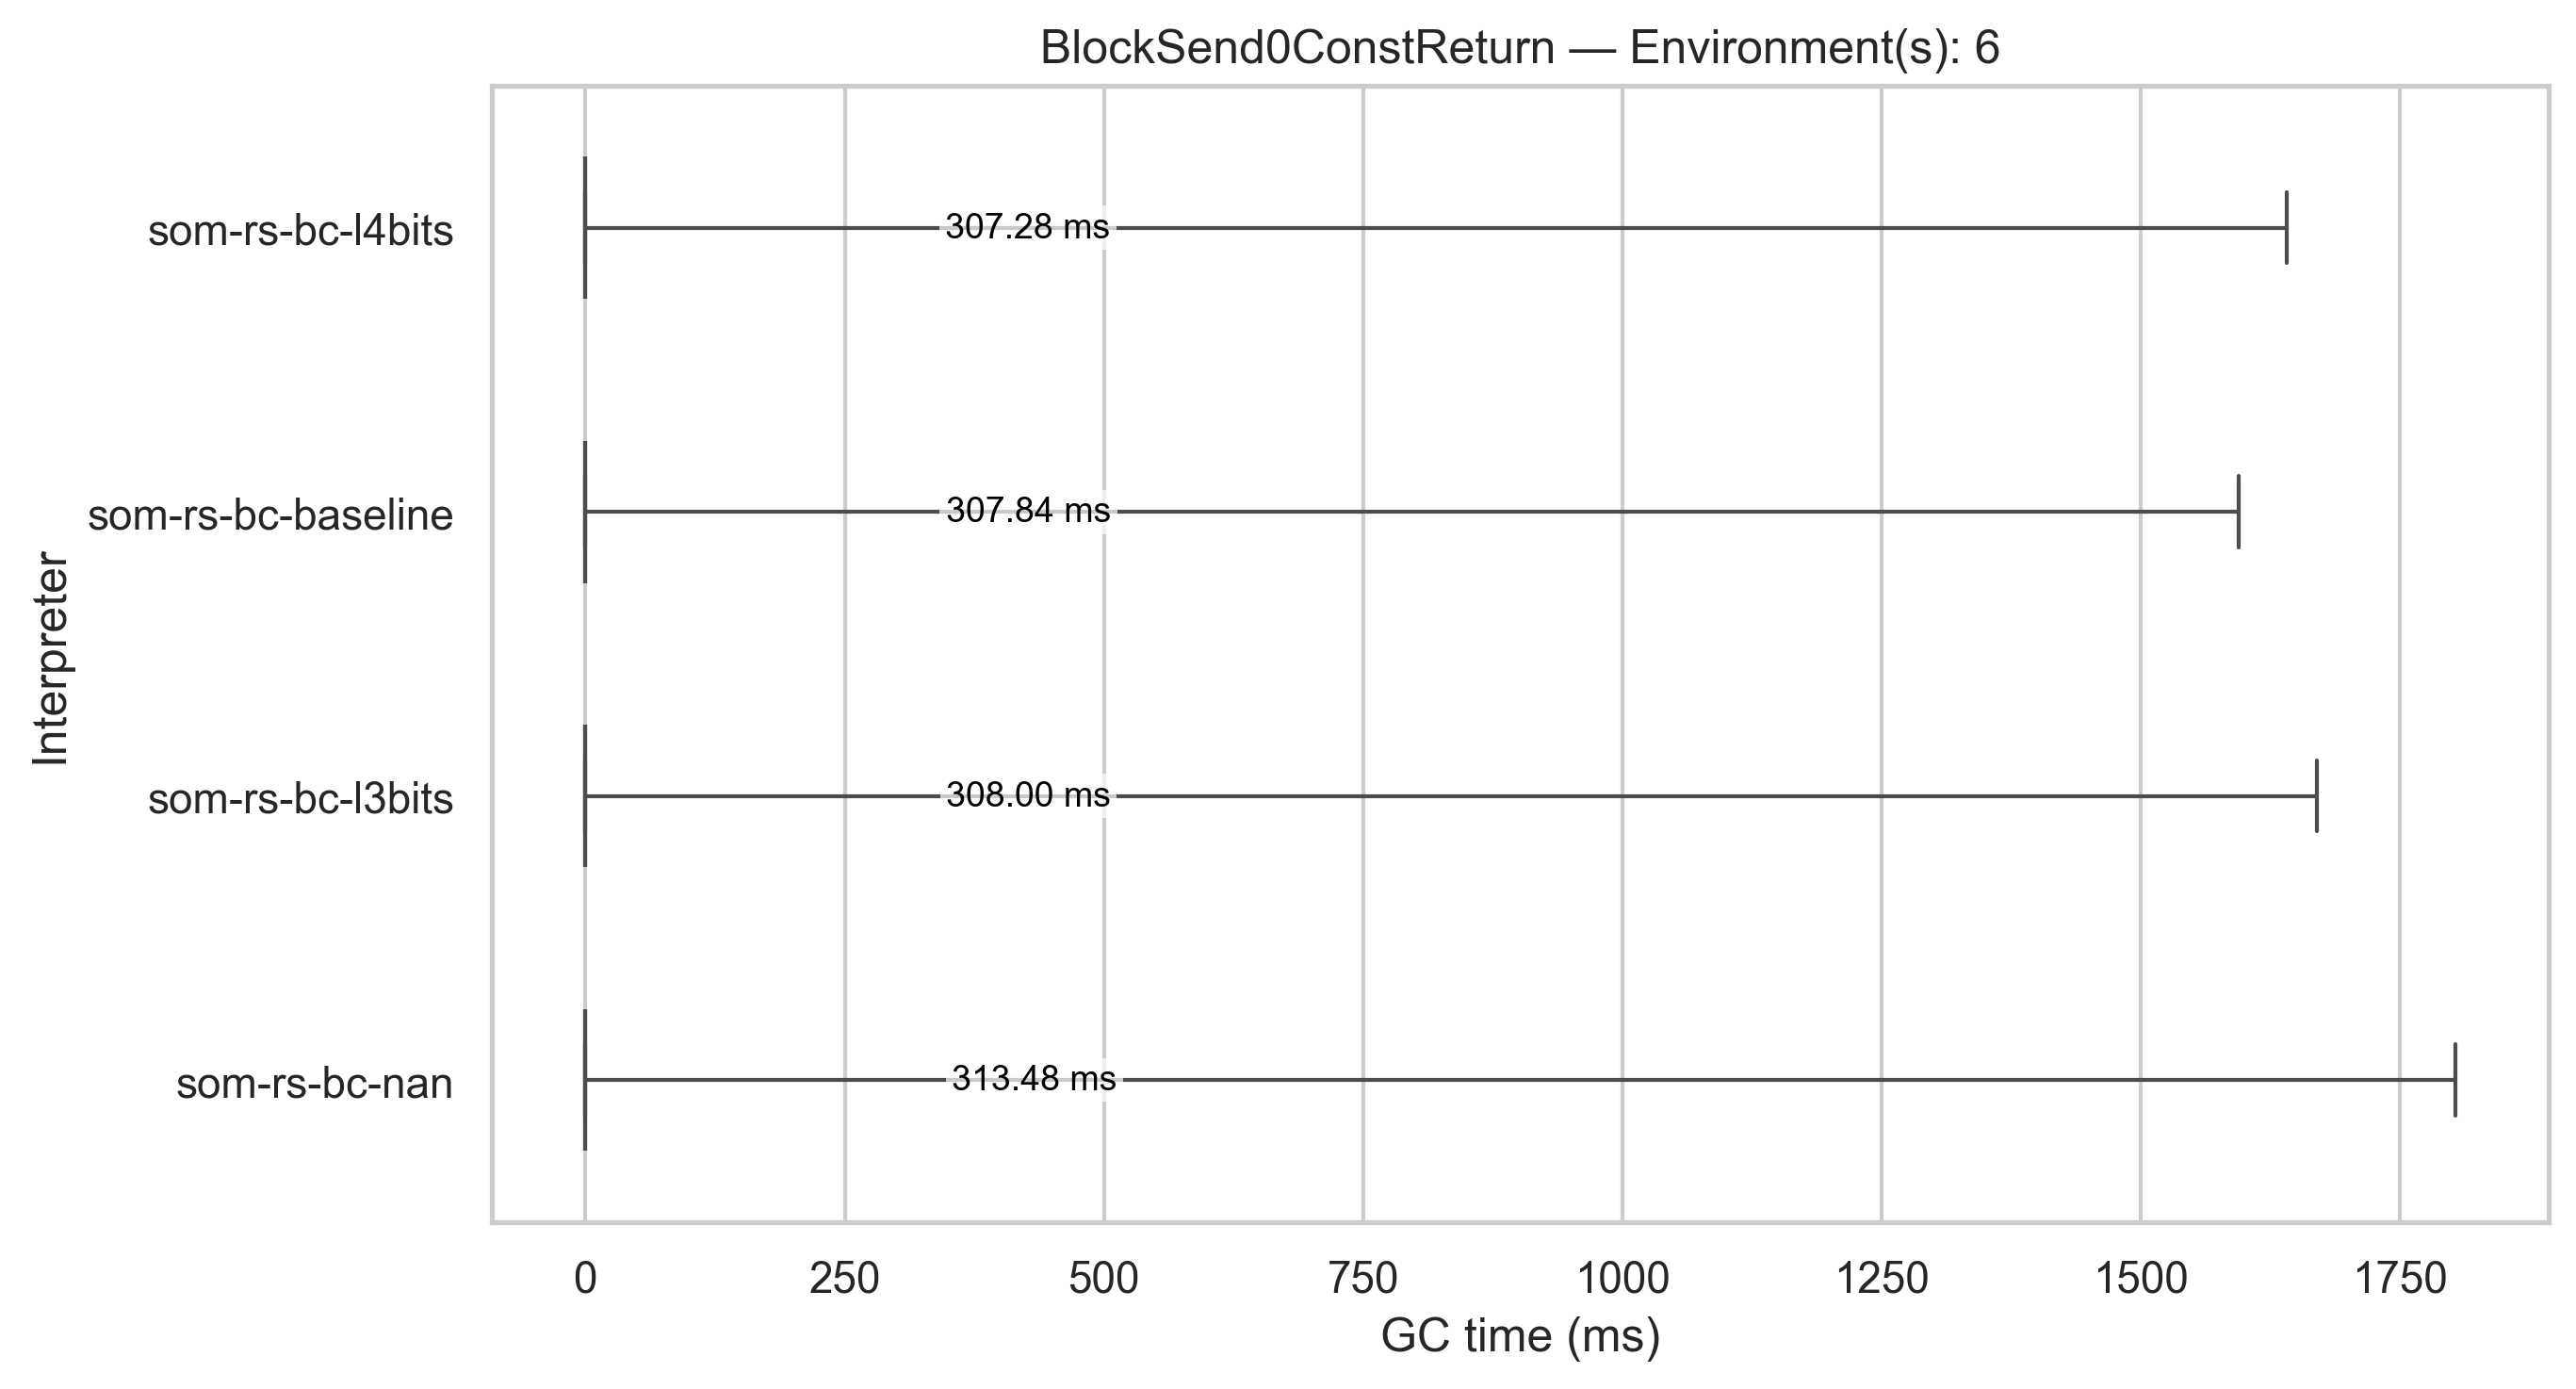 BlockSend0ConstReturn — Environment(s): 6
som-rs-bc-l4bits
307.28 ms
som-rs-bc-baseline
307.84 ms
som-rs-bc-l3bits
308.00 ms
som-rs-bc-nan
313.48 ms
Interpreter
0 250 500 750 1000 1250 1500 1750
GC time (ms)